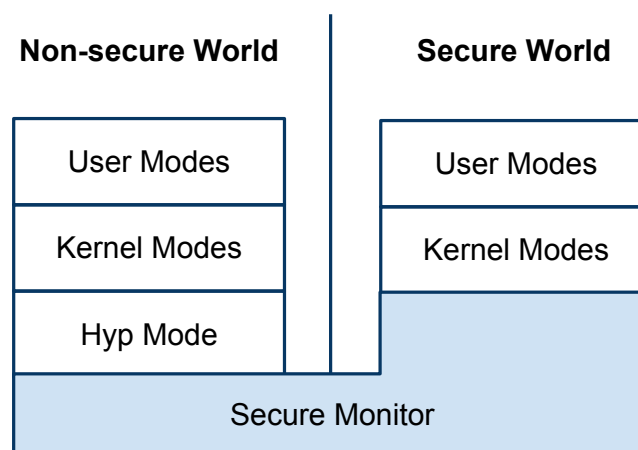 Non-secure World
Secure World
User Modes
User Modes
Kernel Modes
Kernel Modes
Hyp Mode
Secure Monitor